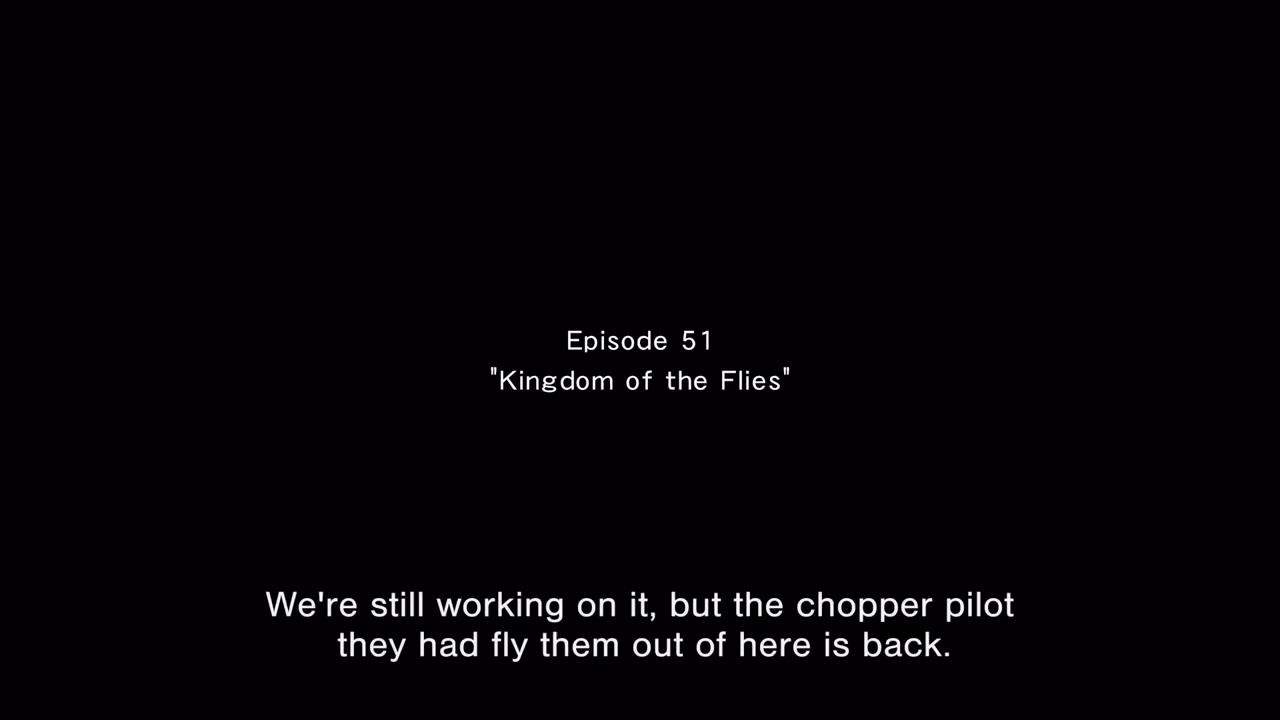 Episode 51
"Kingdom of the Flies"
We're still working on it, but the chopper pilot
they had fly them out of here is back.